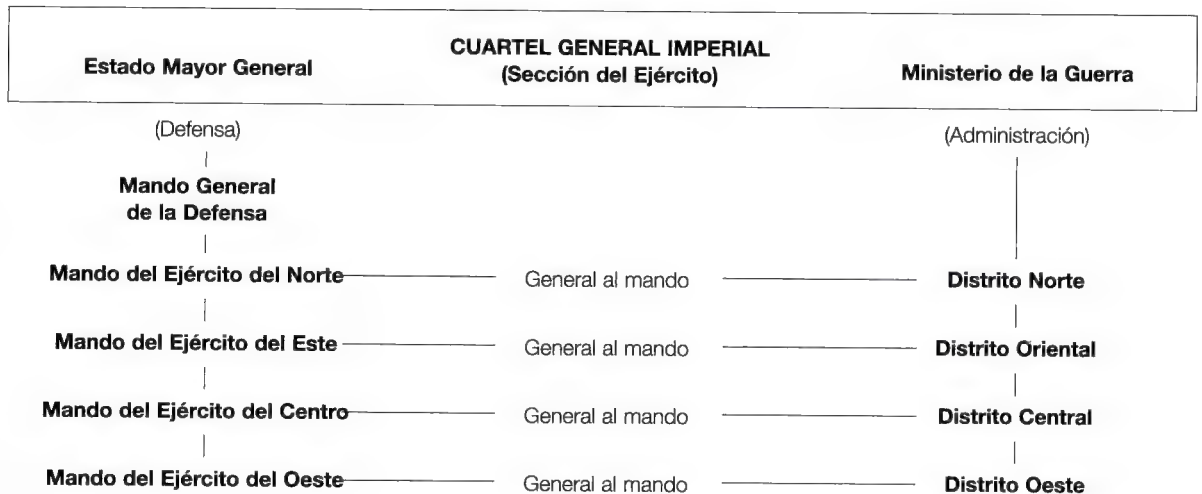 CUARTEL GENERAL IMPERIAL
Estado Mayor General
(Sección del Ejército)
Ministerio de la Guerra
(Defensa)
(Administración)
Mando General
de la Defensa
Mando del Ejército del Norte General al mando Distrito Norte
Mando del Ejército del Este General al mando Distrito Oriental
Mando del Ejército del Centro General al mando Distrito Central
Mando del Ejército del Oeste General al mando Distrito Oeste